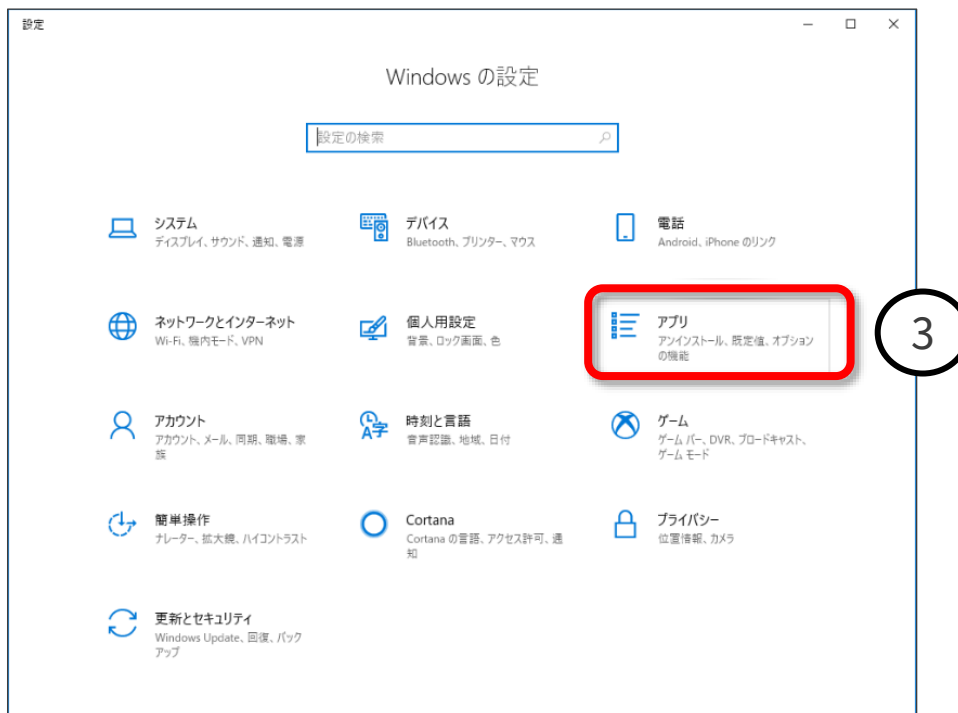 設定
Windows の設定
設定の検索
システム
ディスプレイ、サウンド、通知、電源
デバイス
Bluetooth、プリンター、マウス
電話
Android、iPhone のリンク
ネットワークとインターネット
Wi-Fi、機内モード、VPN
個人用設定
背景、ロック画面、色
アプリ
アンインストール、既定値、オプション
の機能
3
アカウント
アカウント、メール、同期、職場、家
族
時刻と言語
音声認識、地域、日付
ゲーム
ゲーム バー、DVR、ブロードキャスト、
ゲーム モード
簡単操作
ナレーター、拡大鏡、ハイコントラスト
Cortana
Cortana の言語、アクセス許可、通
知
プライバシー
位置情報、カメラ
更新とセキュリティ
Windows Update、回復、バック
アップ